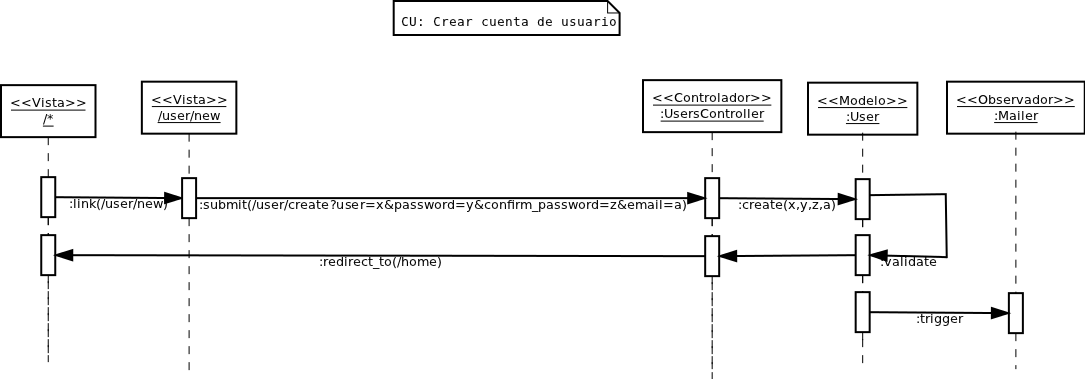 CU: Crear cuenta de usuario
<<Vista>>
/*
<<Vista>>
/user/new
<<Controlador>>
:UsersController
<<Modelo>>
:User
<<Observador>>
:Mailer
:link(/user/new)
:submit(/user/create?user=x&password=y&confirm_password=z&email=a)
:create(x,y,z,a)
:redirect_to(/home)
:validate
:trigger